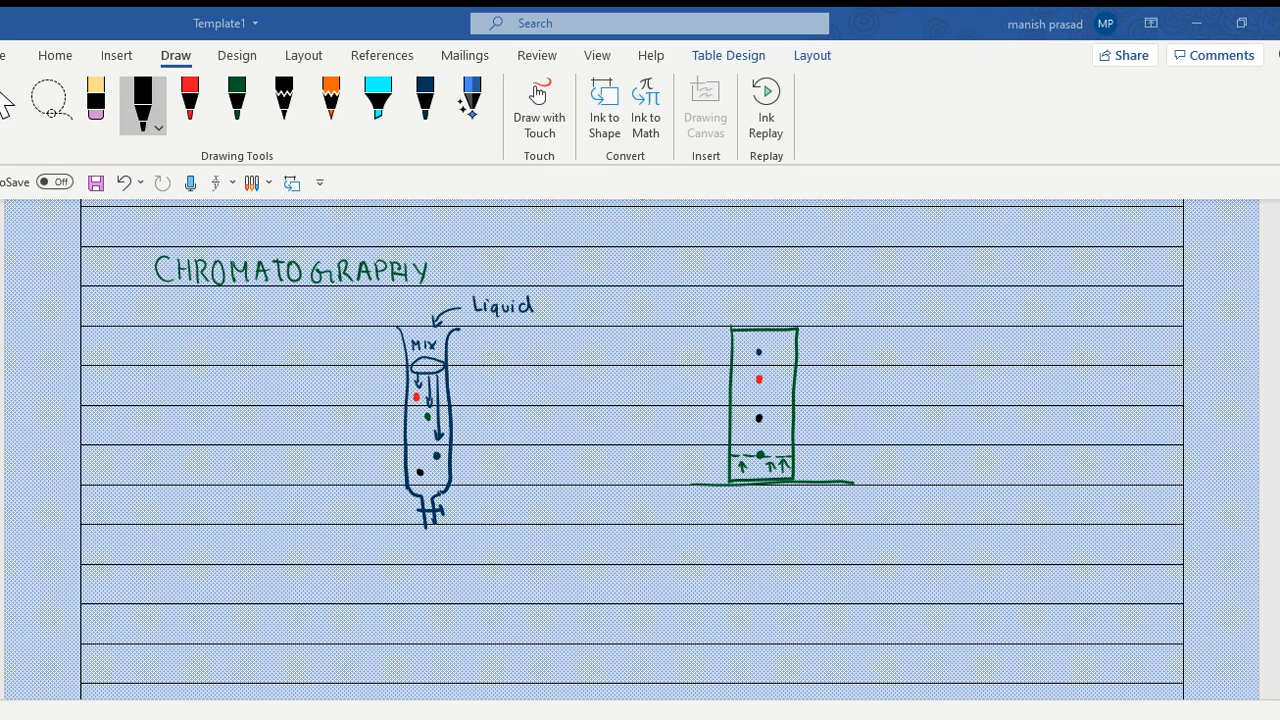 Template1
Search
manish prasad
MP
Home Insert Draw Design Layout References Mailings Review View Help Table Design Layout
Share
Comments
Draw with Touch
Ink to Shape
Ink to Math
Drawing Canvas
Ink Replay
Drawing Tools
Touch
Convert
Insert
Replay
oSave
Off
CHROMATOGRAPHY
Liquid
MIX